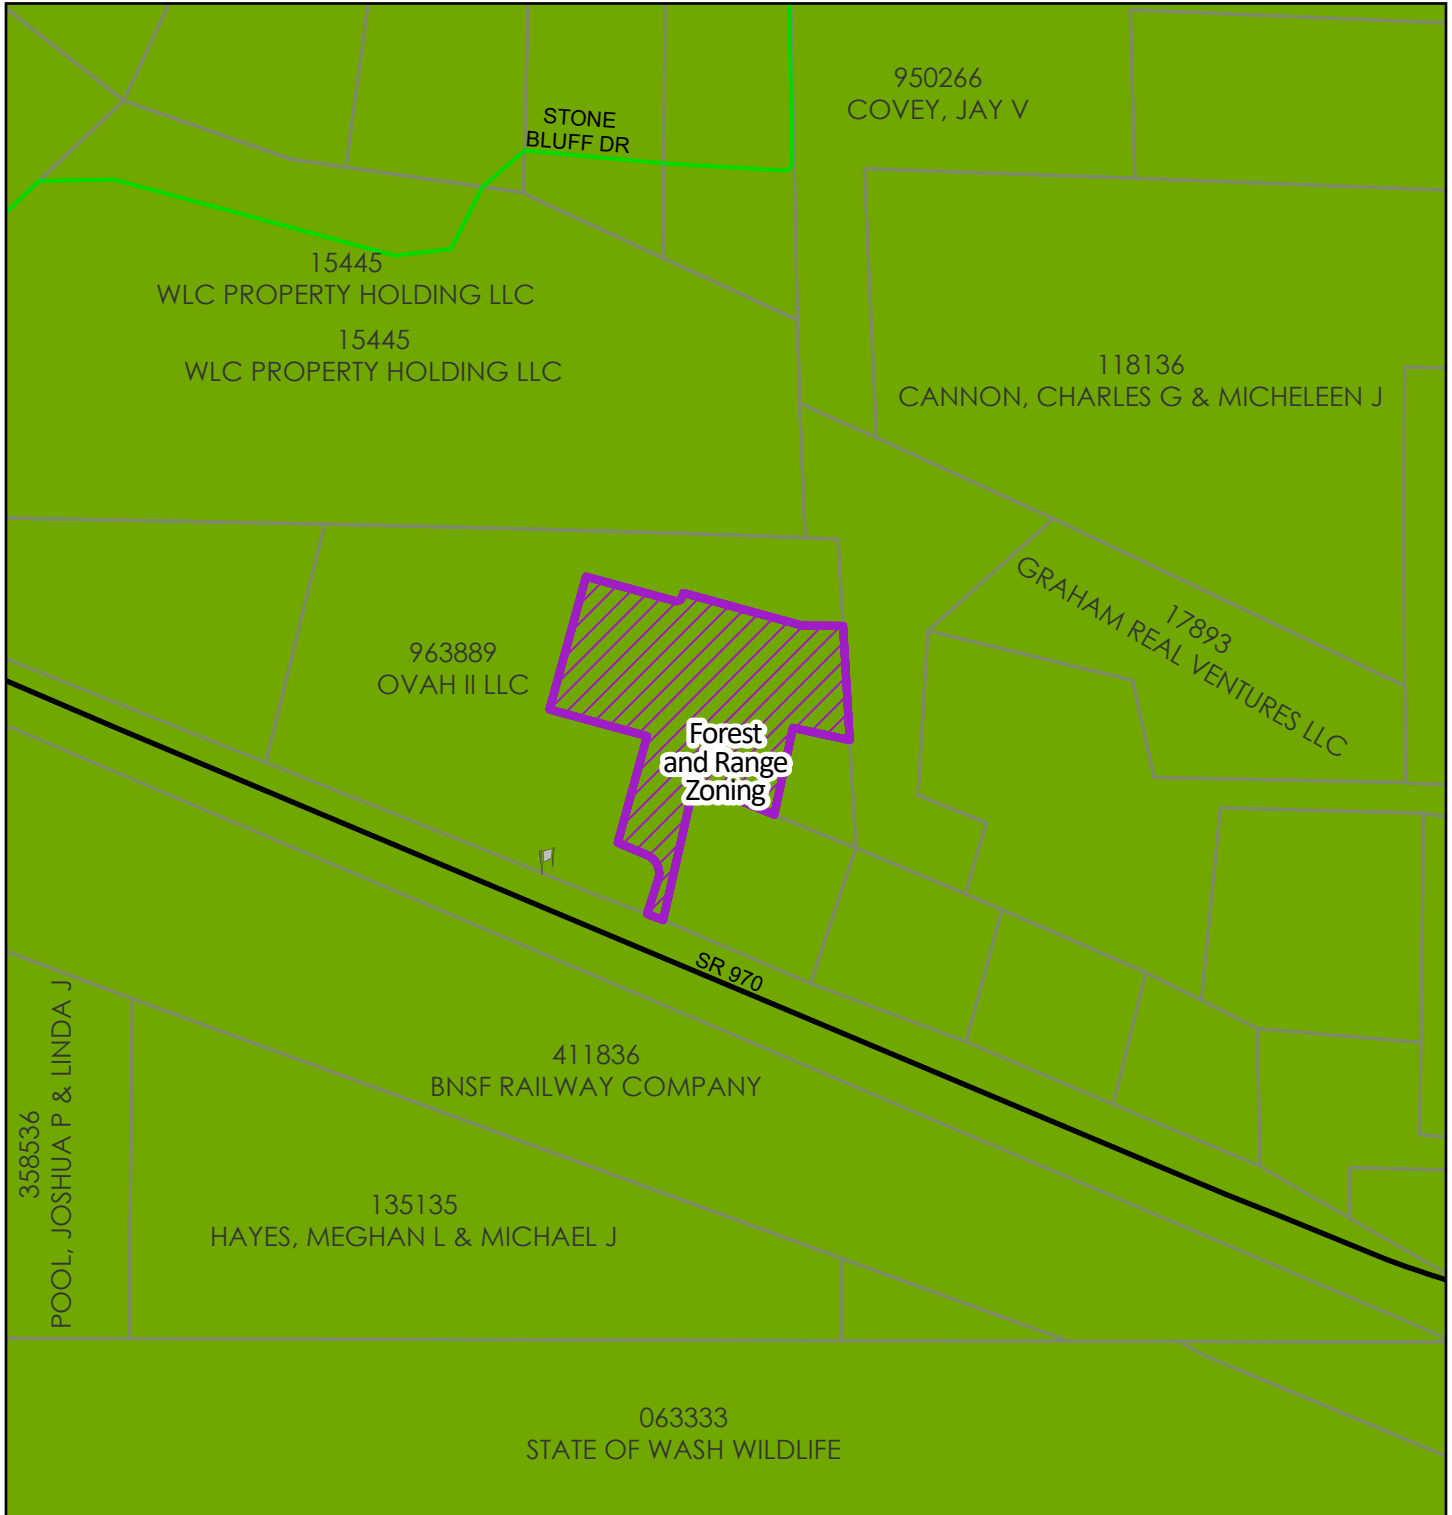 950266
COVEY, JAY V
STONE
BLUFF DR
15445
WLC PROPERTY HOLDING LLC
15445
WLC PROPERTY HOLDING LLC
118136
CANNON, CHARLES G & MICHELEEN J
17893
GRAHAM REAL VENTURES LLC
963889
OVAH II LLC
Forest
and Range
Zoning
SR 970
411836
BNSF RAILWAY COMPANY
358536
POOL, JOSHUA P & LINDA J
135135
HAYES, MEGHAN L & MICHAEL J
063333
STATE OF WASH WILDLIFE